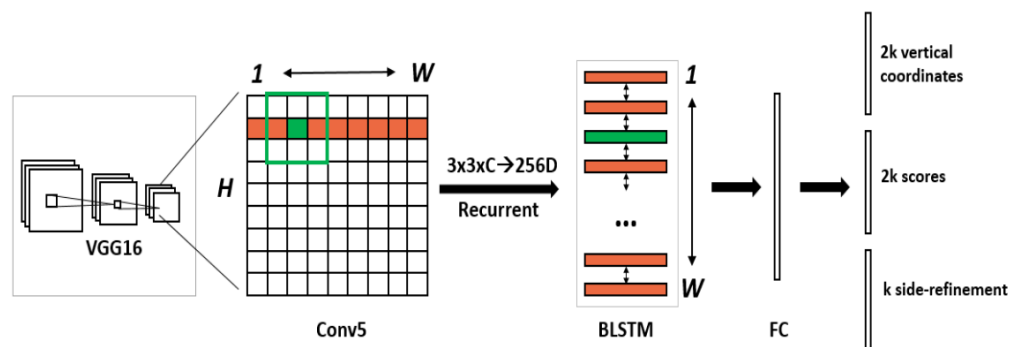 VGG16
1
W
H
Conv5
3x3xC→256D
Recurrent
1
...
W
BLSTM
FC
2k vertical
coordinates
2k scores
k side-refinement